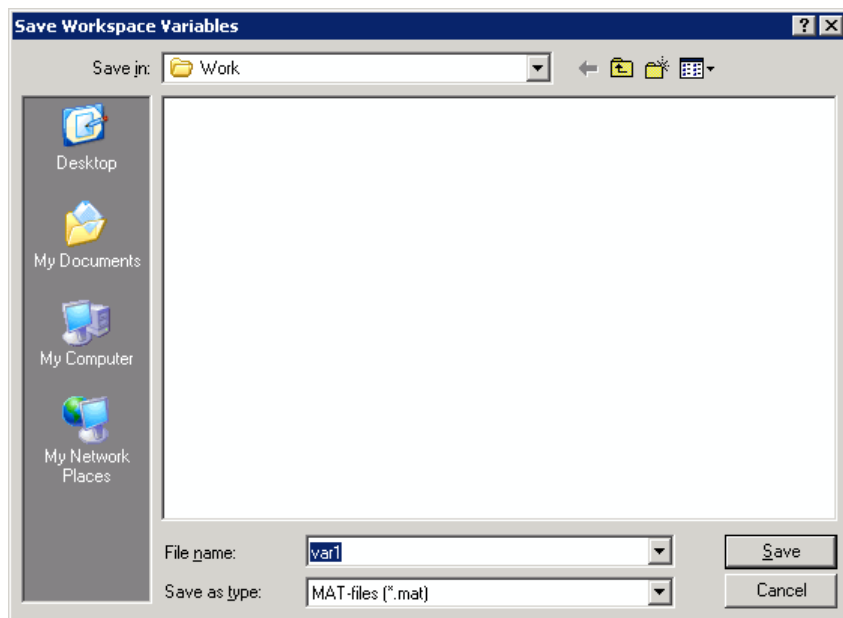 Save Workspace Variables
Save in: Work
Desktop
My Documents
My Computer
My Network
Places
File name: var1 Save
Save as type: MAT-files (*.mat) Cancel